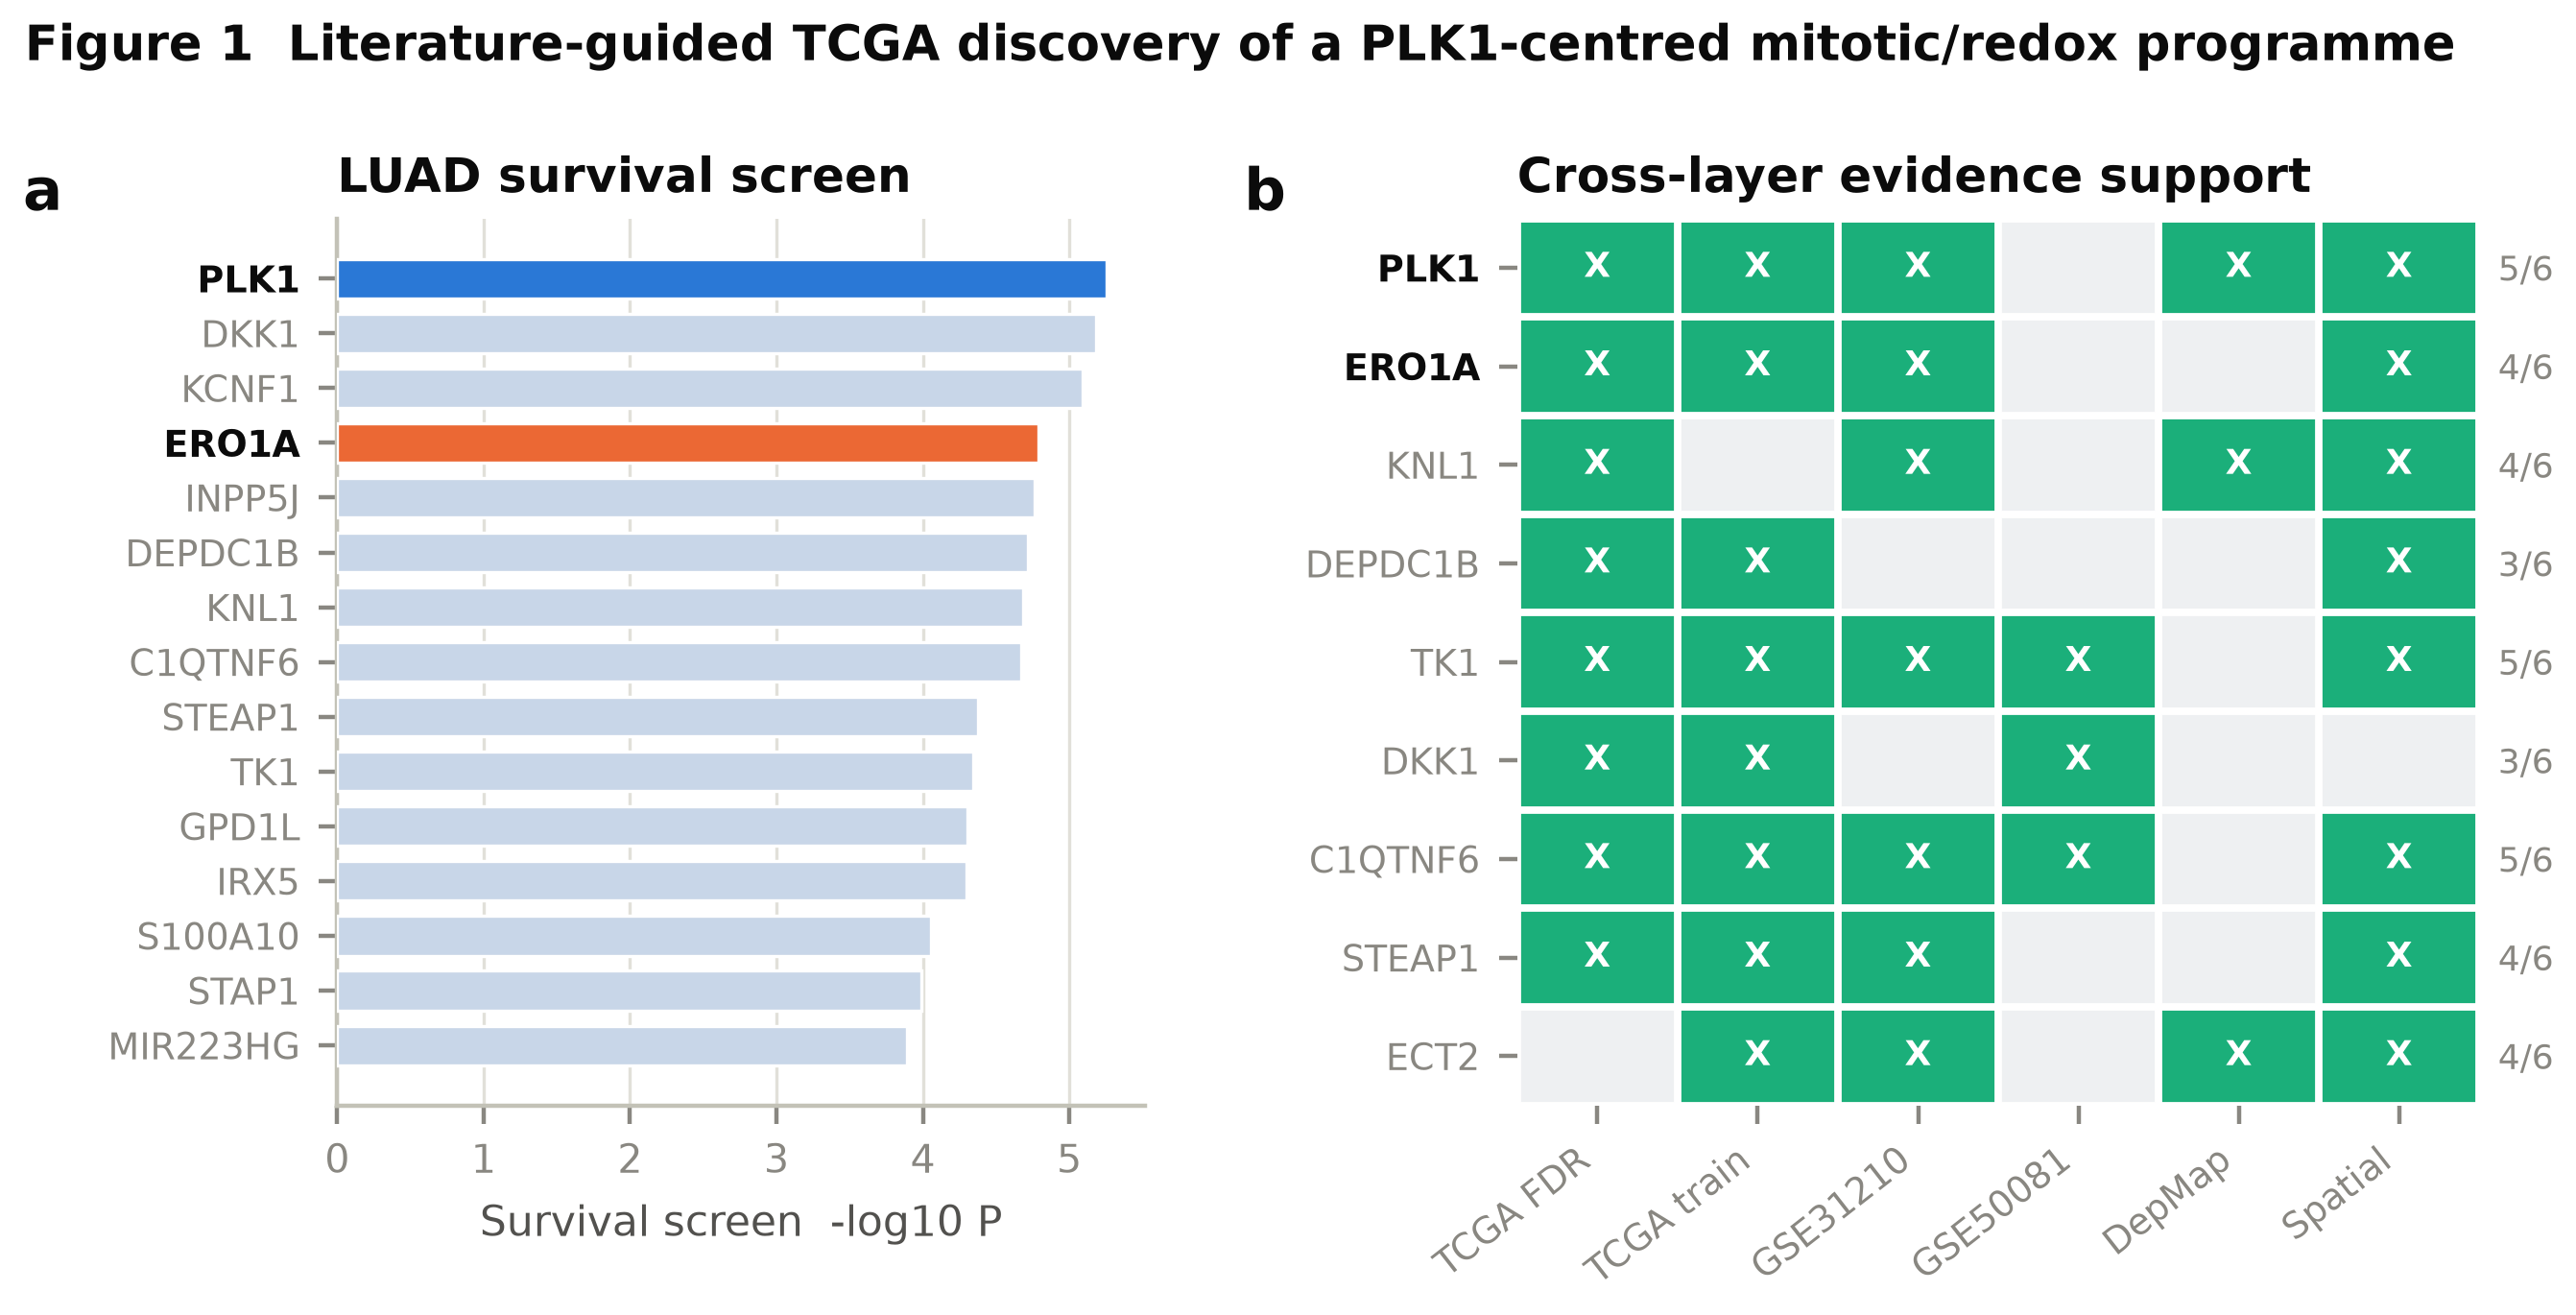 Figure 1  Literature-guided TCGA discovery of a PLK1-centred mitotic/redox programme
a
LUAD survival screen
PLK1
DKK1
KCNF1
ERO1A
INPP5J
DEPDC1B
KNL1
C1QTNF6
STEAP1
TK1
GPD1L
IRX5
S100A10
STAP1
MIR223HG
0 1 2 3 4 5
Survival screen  -log10 P
b
Cross-layer evidence support
PLK1 X X X X X 5/6
ERO1A X X X X 4/6
KNL1 X X X X 4/6
DEPDC1B X X X 3/6
TK1 X X X X X 5/6
DKK1 X X X 3/6
C1QTNF6 X X X X X 5/6
STEAP1 X X X X 4/6
ECT2 X X X X 4/6
TCGA FDR
TCGA train
GSE31210
GSE50081
DepMap
Spatial